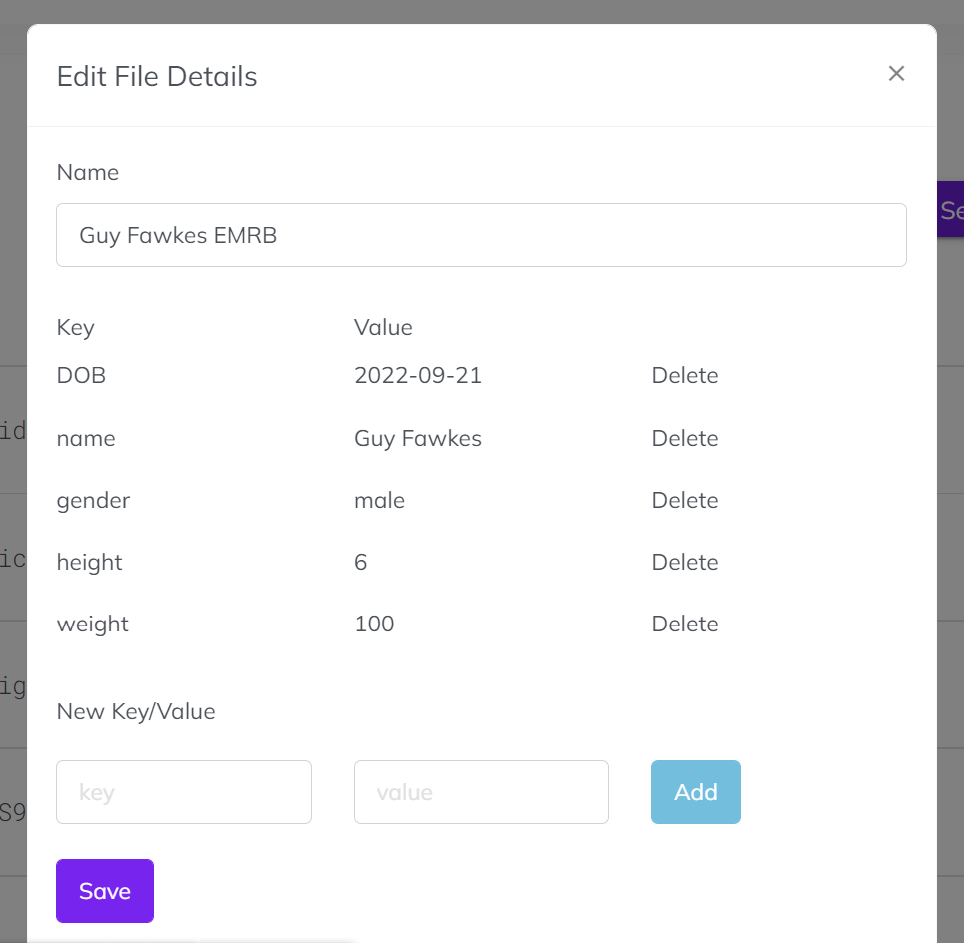 Edit File Details ×
Name
Guy Fawkes EMRB
Se
Key Value
DOB 2022-09-21 Delete
id
name Guy Fawkes Delete
gender male Delete
ic
height 6 Delete
weight 100 Delete
ig
New Key/Value
key value Add
S9
Save